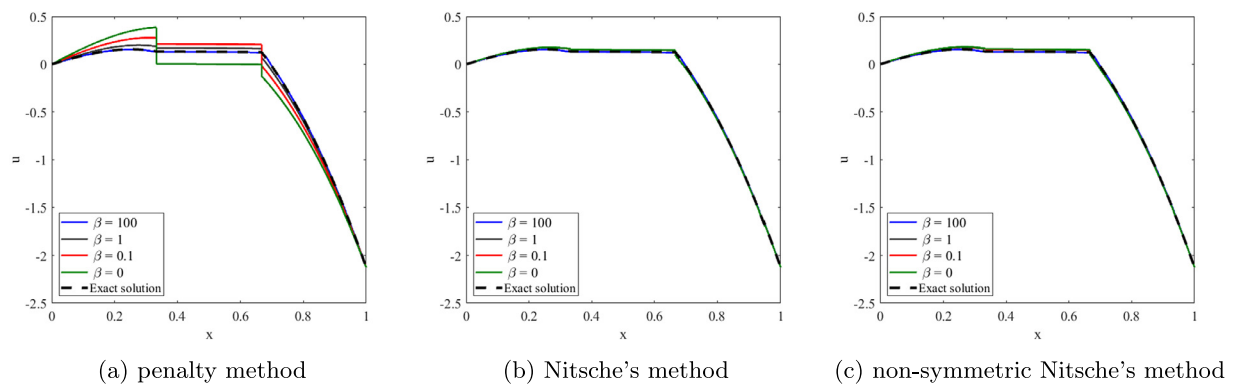 0.5
0
-0.5
-1
-1.5
-2
-2.5
u
0
0.2
0.4
0.6
0.8
1
x
β = 100
β = 1
β = 0.1
β = 0
Exact solution
(a) penalty method
0.5
0
-0.5
-1
-1.5
-2
-2.5
u
0
0.2
0.4
0.6
0.8
1
x
β = 100
β = 1
β = 0.1
β = 0
Exact solution
(b) Nitsche's method
0.5
0
-0.5
-1
-1.5
-2
-2.5
u
0
0.2
0.4
0.6
0.8
1
x
β = 100
β = 1
β = 0.1
β = 0
Exact solution
(c) non-symmetric Nitsche's method